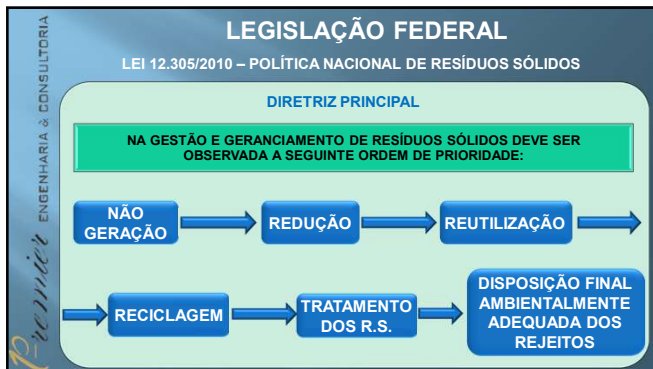 LEGISLAÇÃO FEDERAL
LEI 12.305/2010 – POLÍTICA NACIONAL DE RESÍDUOS SÓLIDOS
DIRETRIZ PRINCIPAL
NA GESTÃO E GERANCIAMENTO DE RESÍDUOS SÓLIDOS DEVE SER
OBSERVADA A SEGUINTE ORDEM DE PRIORIDADE:
NÃO
GERAÇÃO
REDUÇÃO
REUTILIZAÇÃO
RECICLAGEM
TRATAMENTO
DOS R.S.
DISPOSIÇÃO FINAL
AMBIENTALMENTE
ADEQUADA DOS
REJEITOS
Premier ENGENHARIA & CONSULTORIA